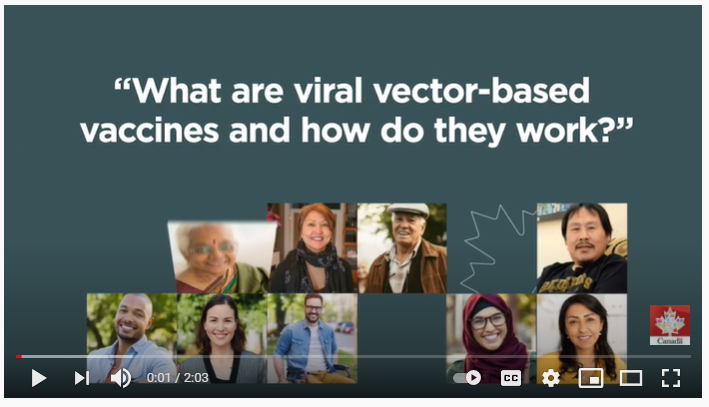 “What are viral vector-based
vaccines and how do they work?”
Canada
0:01 / 2:03
CC